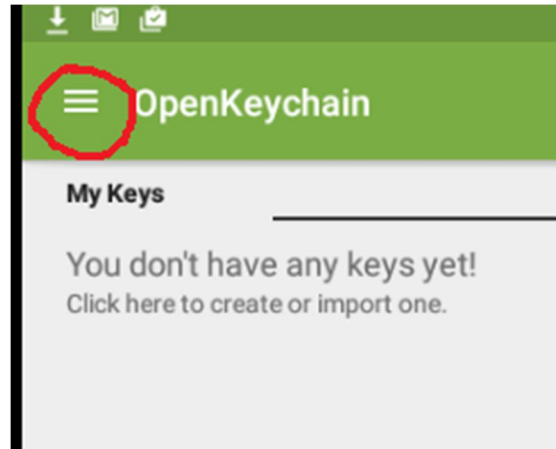 OpenKeychain
My Keys
You don't have any keys yet!
Click here to create or import one.